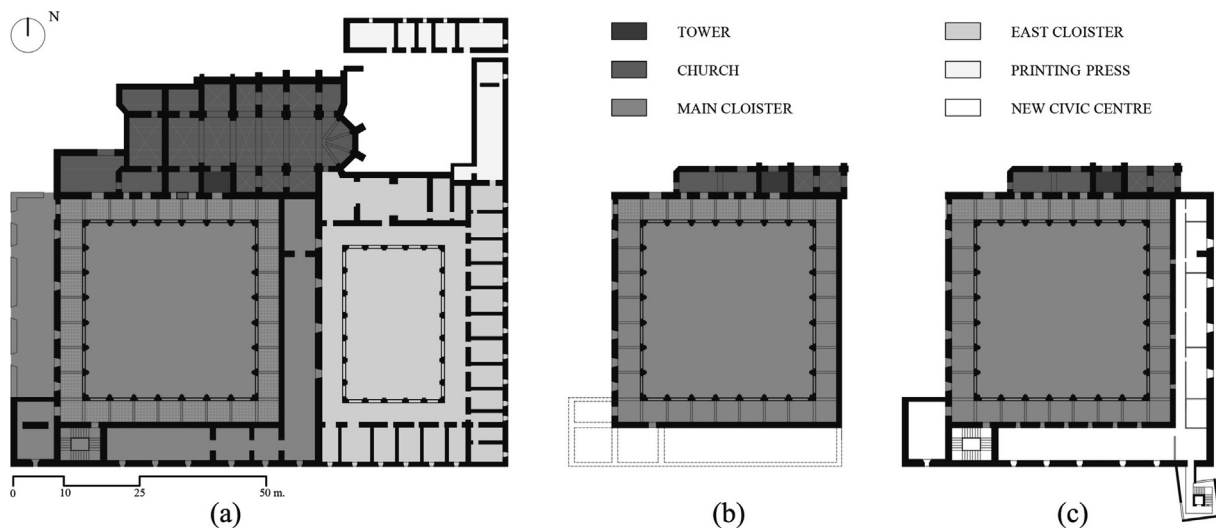 N
TOWER
CHURCH
MAIN CLOISTER
EAST CLOISTER
PRINTING PRESS
NEW CIVIC CENTRE
0 10 25 50 m.
(a)
(b)
(c)